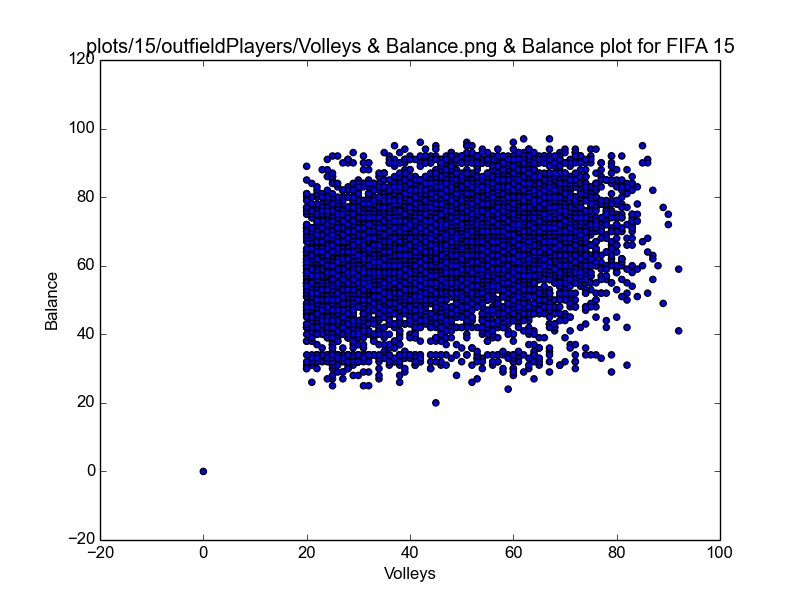 plots/15/outfieldPlayers/Volleys & Balance.png & Balance plot for FIFA 15
120
100
80
60
40
20
0
−20
Balance
−20 0 20 40 60 80 100
Volleys